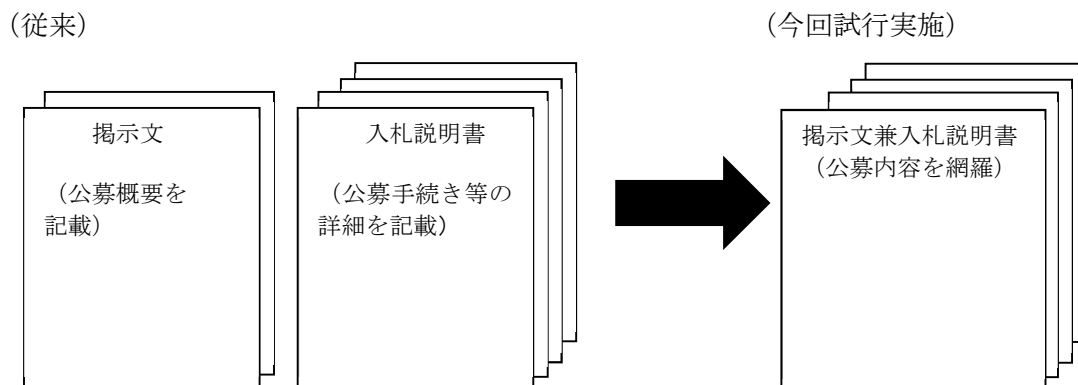 （従来）
（今回試行実施）
掲示文
（公募概要を
記載）
入札説明書
（公募手続き等の
詳細を記載）
掲示文兼入札説明書
（公募内容を網羅）